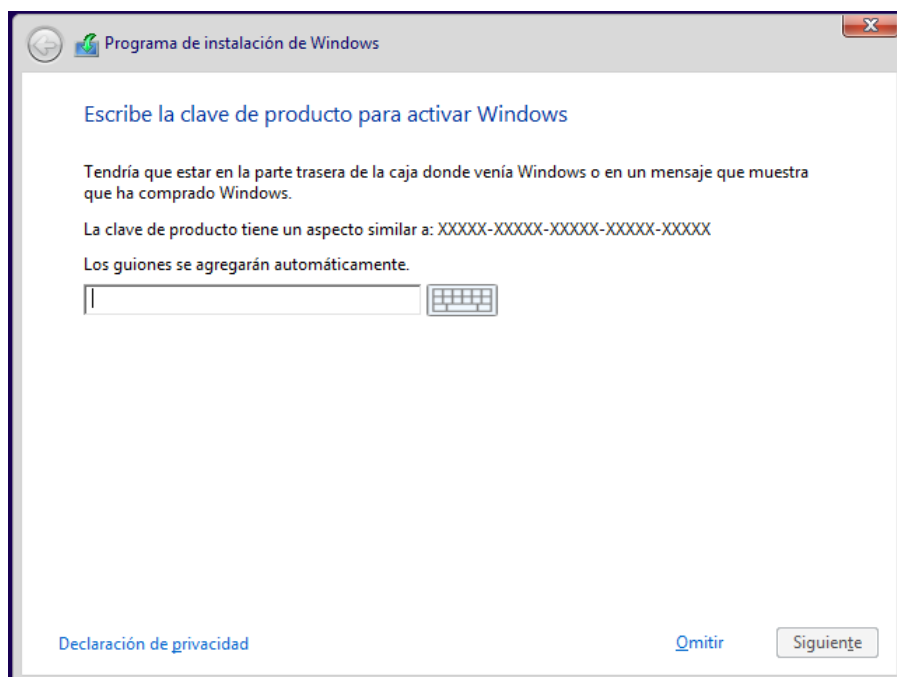 Programa de instalación de Windows
Escribe la clave de producto para activar Windows
Tendría que estar en la parte trasera de la caja donde venía Windows o en un mensaje que muestra
que ha comprado Windows.
La clave de producto tiene un aspecto similar a: XXXXX-XXXXX-XXXXX-XXXXX-XXXXX
Los guiones se agregarán automáticamente.
Declaración de privacidad Omitir Siguiente